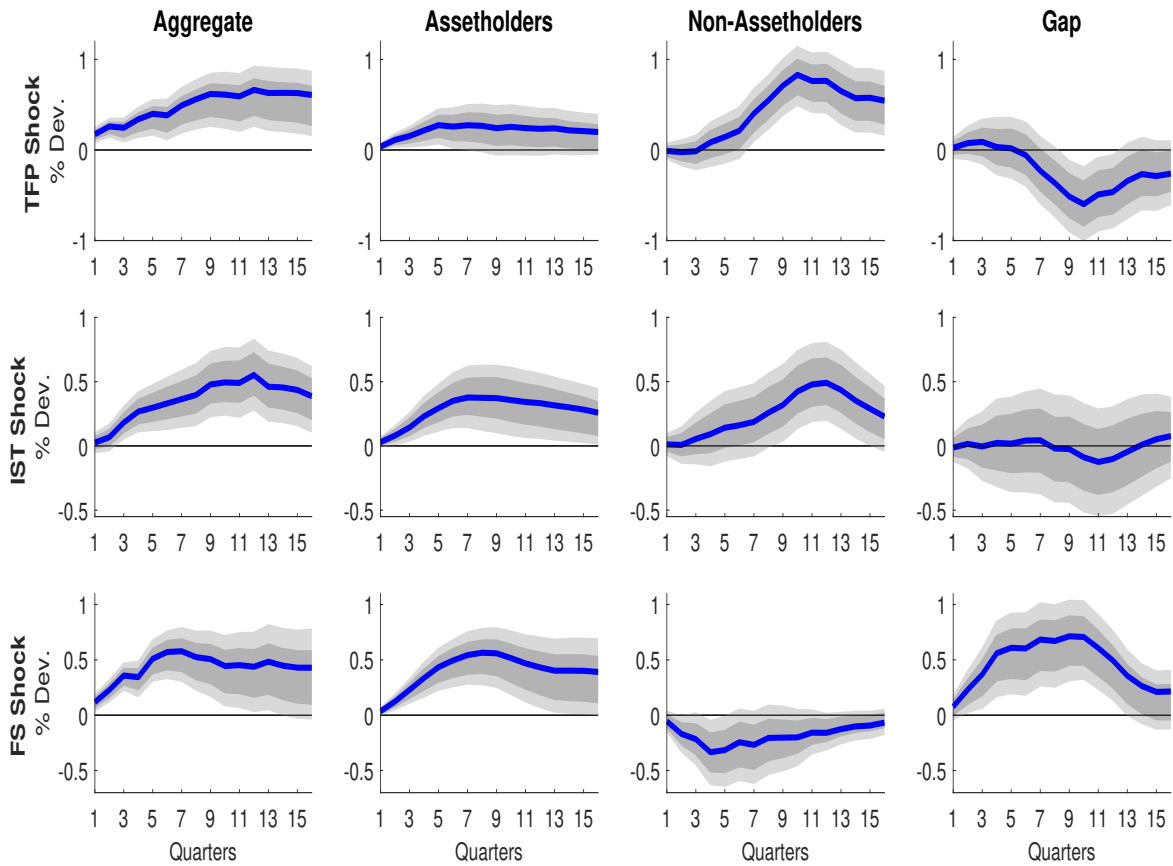 Aggregate Assetholders Non-Assetholders Gap
TFP Shock
% Dev.
1 1 1 1
0 0 0 0
-1 -1 -1 -1
1 3 5 7 9 11 13 15 1 3 5 7 9 11 13 15 1 3 5 7 9 11 13 15 1 3 5 7 9 11 13 15
IST Shock
% Dev.
1 1 1 1
0.5 0.5 0.5 0.5
0 0 0 0
-0.5 -0.5 -0.5 -0.5
1 3 5 7 9 11 13 15 1 3 5 7 9 11 13 15 1 3 5 7 9 11 13 15 1 3 5 7 9 11 13 15
FS Shock
% Dev.
1 1 1 1
0.5 0.5 0.5 0.5
0 0 0 0
-0.5 -0.5 -0.5 -0.5
1 3 5 7 9 11 13 15 1 3 5 7 9 11 13 15 1 3 5 7 9 11 13 15 1 3 5 7 9 11 13 15
Quarters Quarters Quarters Quarters